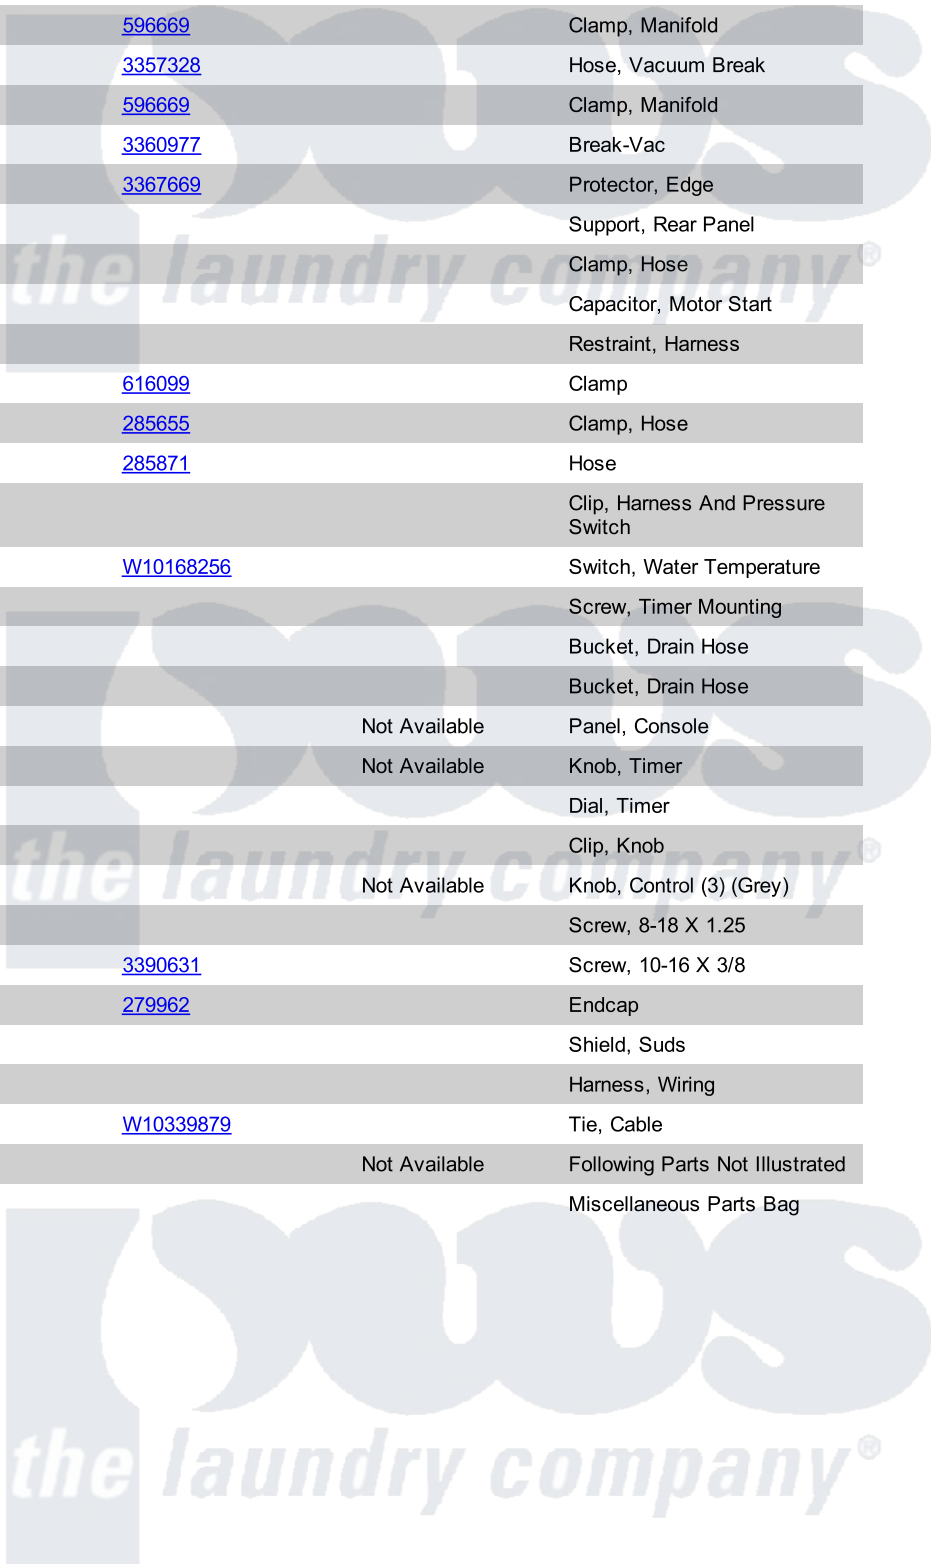 596669 Clamp, Manifold
3357328 Hose, Vacuum Break
596669 Clamp, Manifold
3360977 Break-Vac
3367669 Protector, Edge
Support, Rear Panel
Clamp, Hose
Capacitor, Motor Start
Restraint, Harness
616099 Clamp
285655 Clamp, Hose
285871 Hose
Clip, Harness And Pressure
Switch
W10168256 Switch, Water Temperature
Screw, Timer Mounting
Bucket, Drain Hose
Bucket, Drain Hose
Not Available Panel, Console
Not Available Knob, Timer
Dial, Timer
Clip, Knob
Not Available Knob, Control (3) (Grey)
Screw, 8-18 X 1.25
3390631 Screw, 10-16 X 3/8
279962 Endcap
Shield, Suds
Harness, Wiring
W10339879 Tie, Cable
Not Available Following Parts Not Illustrated
Miscellaneous Parts Bag
pws
the laundry company®
pws
the laundry company®
pws
the laundry company®